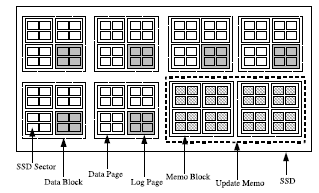 SSD Sector
Data Block
Data Page
Log Page
Memo Block
Update Memo
SSD